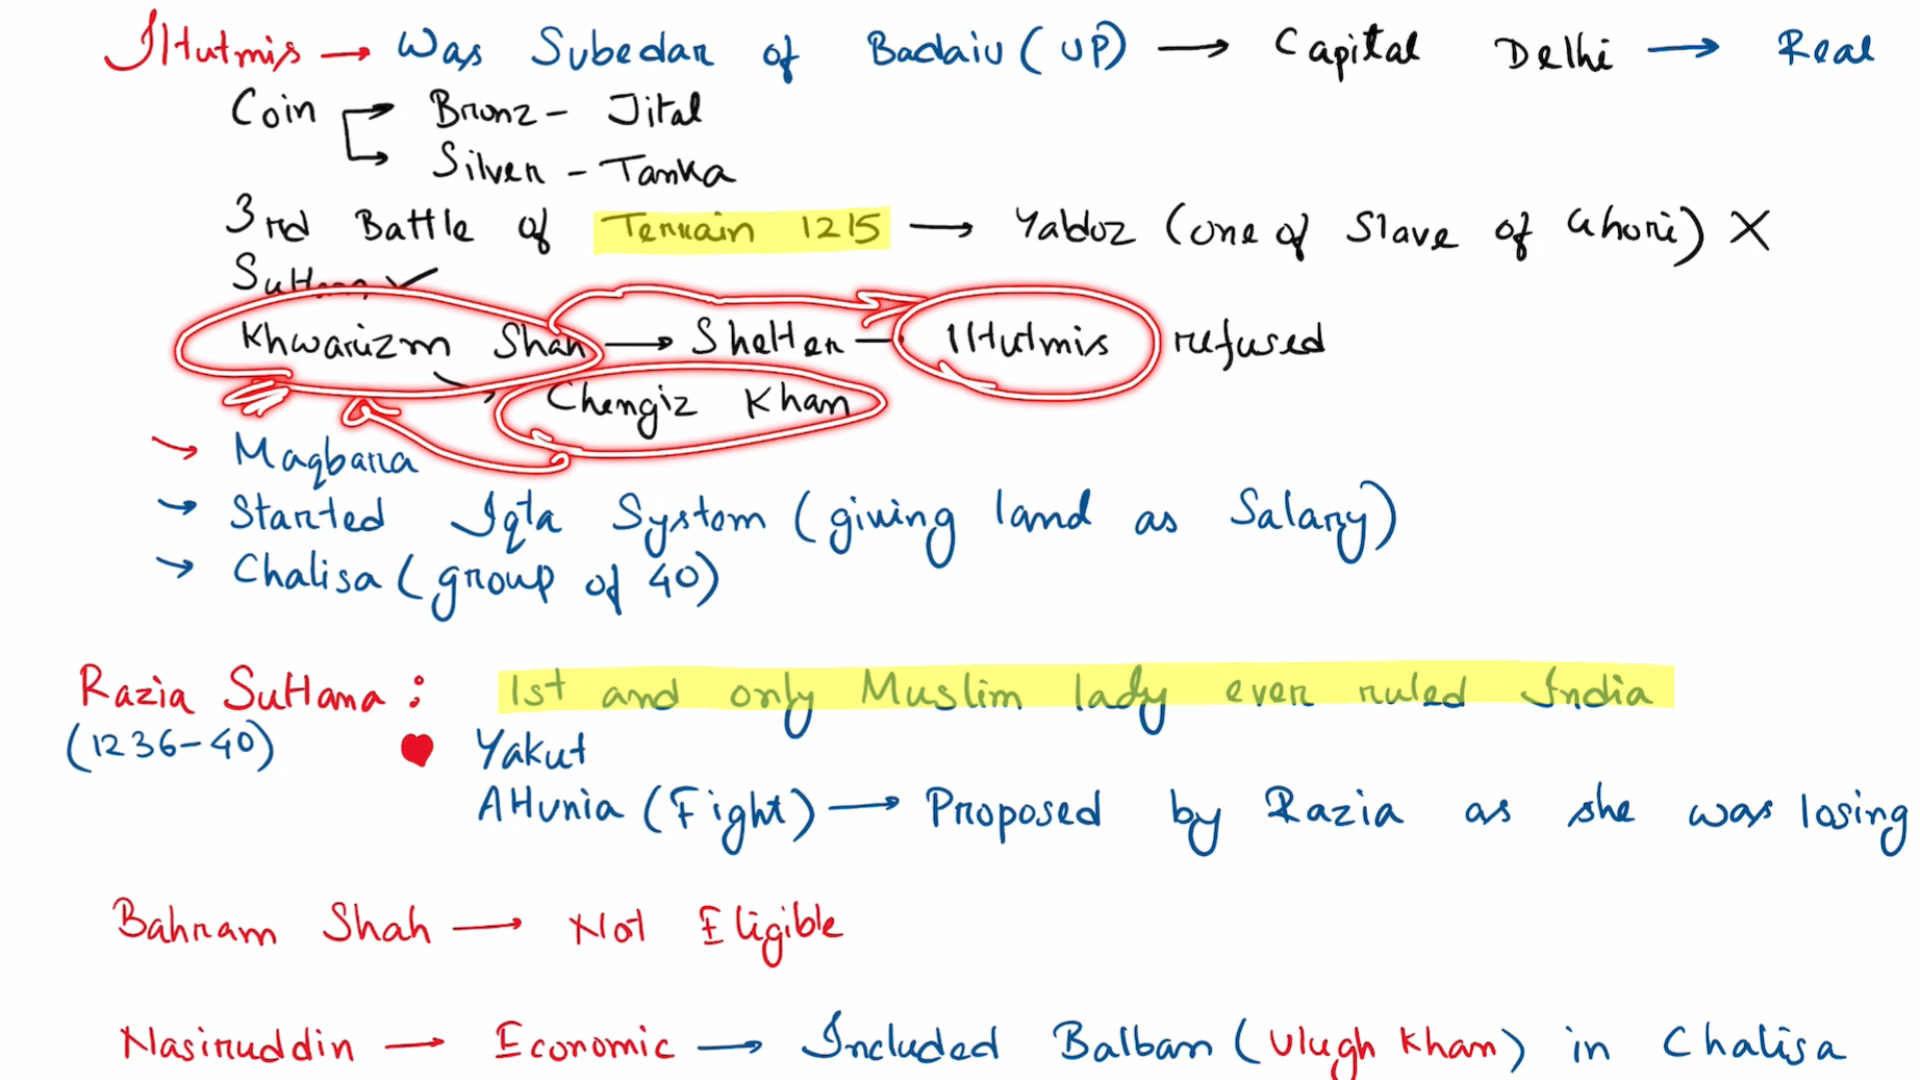 Iltutmis → Was Subedar of Badaiu (UP) → Capital Delhi → Real
Coin → Bronz - Jital
→ Silver - Tanka
3rd Battle of Terrain 1215 → Yaldoz (one of Slave of Ghori) X
Sultan ✓
Khwarizm Shah → Shelter - Iltutmis refused
Chengiz Khan
→ Maqbara
→ Started Iqta System (giving land as Salary)
→ Chalisa (group of 40)
Razia Sultana : 1st and only Muslim lady ever ruled India
(1236-40) ♥ Yakut
Altunia (Fight) → Proposed by Razia as she was losing
Bahram Shah → Not Eligible
Nasiruddin → Economic → Included Balban (Ulugh Khan) in Chalisa